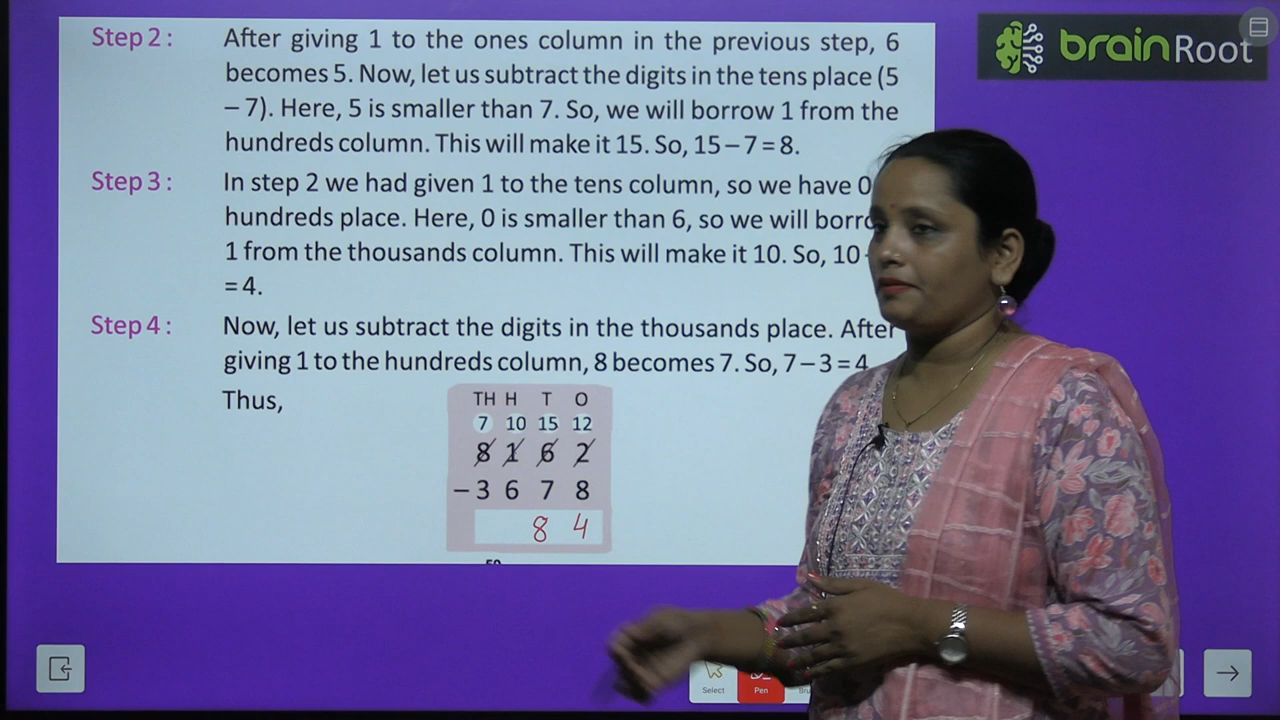 Step 2 : After giving 1 to the ones column in the previous step, 6
becomes 5. Now, let us subtract the digits in the tens place (5
– 7). Here, 5 is smaller than 7. So, we will borrow 1 from the
hundreds column. This will make it 15. So, 15 – 7 = 8.
Step 3 : In step 2 we had given 1 to the tens column, so we have 0
hundreds place. Here, 0 is smaller than 6, so we will
1 from the thousands column. This will make it 10. So, 10
= 4.
Step 4 : Now, let us subtract the digits in the thousands place. After
giving 1 to the hundreds column, 8 becomes 7. So, 7 – 3 = 4
Thus,
TH H T O
7 10 15 12
8 1 6 2
– 3 6 7 8
8 4
brainRoot
Select
Pen